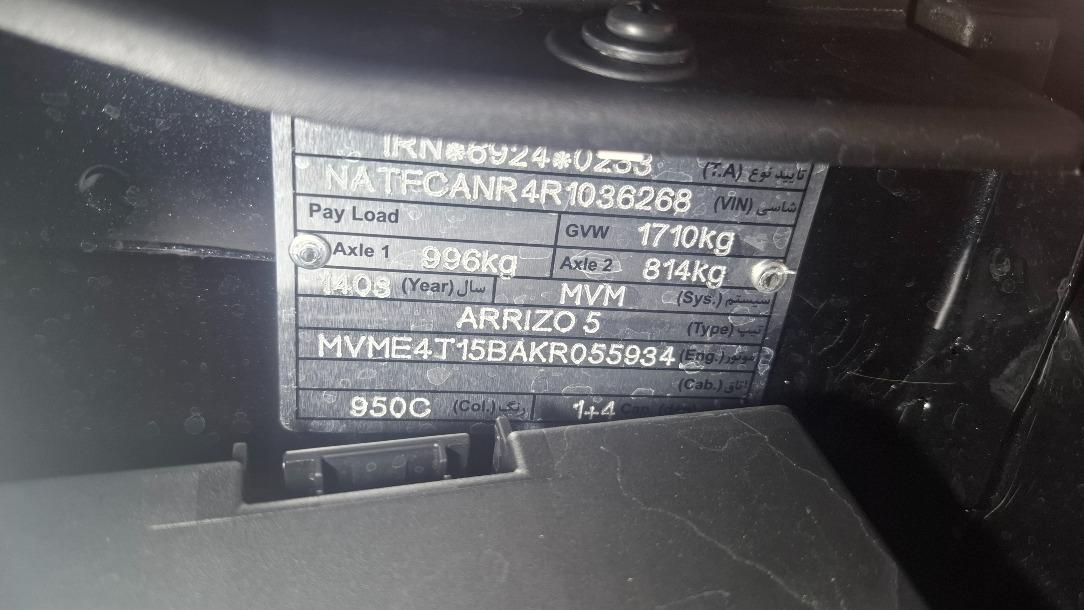 IRN*6924*0233 تایید نوع (T.A)
NATFCANR4R1036268 شاسی (VIN)
Pay Load GVW 1710kg
Axle 1 996kg Axle 2 814kg
1403 سال (Year) MVM سیستم (Sys.)
ARRIZO 5 تیپ (Type)
MVME4T15BAKR055934 موتور (Eng.)
اتاق (Cab.)
950C رنگ (Col.) 1+4 Cap.